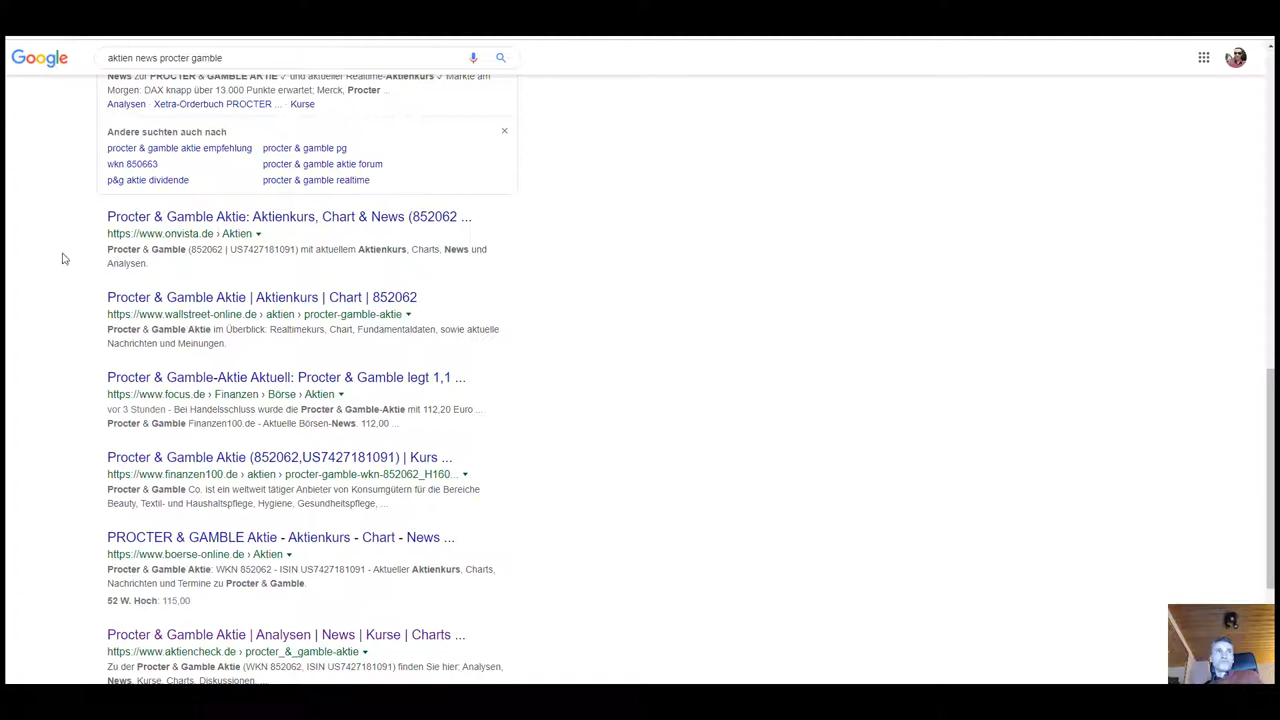 Google
aktien news procter gamble
News zur PROCTER & GAMBLE AKTIE ✓ und aktueller Realtime-Aktienkurs ✓ Märkte am
Morgen: DAX knapp über 13.000 Punkte erwartet; Merck, Procter ...
Analysen · Xetra-Orderbuch PROCTER ... · Kurse
Andere suchten auch nach
procter & gamble aktie empfehlung procter & gamble pg
wkn 850663 procter & gamble aktie forum
p&g aktie dividende procter & gamble realtime
Procter & Gamble Aktie: Aktienkurs, Chart & News (852062 ...
https://www.onvista.de › Aktien
Procter & Gamble (852062 | US7427181091) mit aktuellem Aktienkurs, Charts, News und
Analysen.
Procter & Gamble Aktie | Aktienkurs | Chart | 852062
https://www.wallstreet-online.de › aktien › procter-gamble-aktie
Procter & Gamble Aktie im Überblick: Realtimekurs, Chart, Fundamentaldaten, sowie aktuelle
Nachrichten und Meinungen.
Procter & Gamble-Aktie Aktuell: Procter & Gamble legt 1,1 ...
https://www.focus.de › Finanzen › Börse › Aktien
vor 3 Stunden - Bei Handelsschluss wurde die Procter & Gamble-Aktie mit 112,20 Euro ...
Procter & Gamble Finanzen100.de - Aktuelle Börsen-News. 112,00 ...
Procter & Gamble Aktie (852062,US7427181091) | Kurs ...
https://www.finanzen100.de › aktien › procter-gamble-wkn-852062_H160...
Procter & Gamble Co. ist ein weltweit tätiger Anbieter von Konsumgütern für die Bereiche
Beauty, Textil- und Haushaltspflege, Hygiene, Gesundheitspflege, ...
PROCTER & GAMBLE Aktie - Aktienkurs - Chart - News ...
https://www.boerse-online.de › Aktien
Procter & Gamble Aktie: WKN 852062 - ISIN US7427181091 - Aktueller Aktienkurs, Charts,
Nachrichten und Termine zu Procter & Gamble.
52 W. Hoch: 115,00
Procter & Gamble Aktie | Analysen | News | Kurse | Charts ...
https://www.aktiencheck.de › procter_&_gamble-aktie
Zu der Procter & Gamble Aktie (WKN 852062, ISIN US7427181091) finden Sie hier: Analysen,
News, Kurse, Charts, Diskussionen, ...